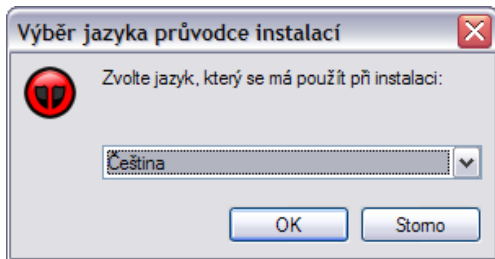 Výběr jazyka průvodce instalací
Zvolte jazyk, který se má použít při instalaci:
Čeština
OK
Storno